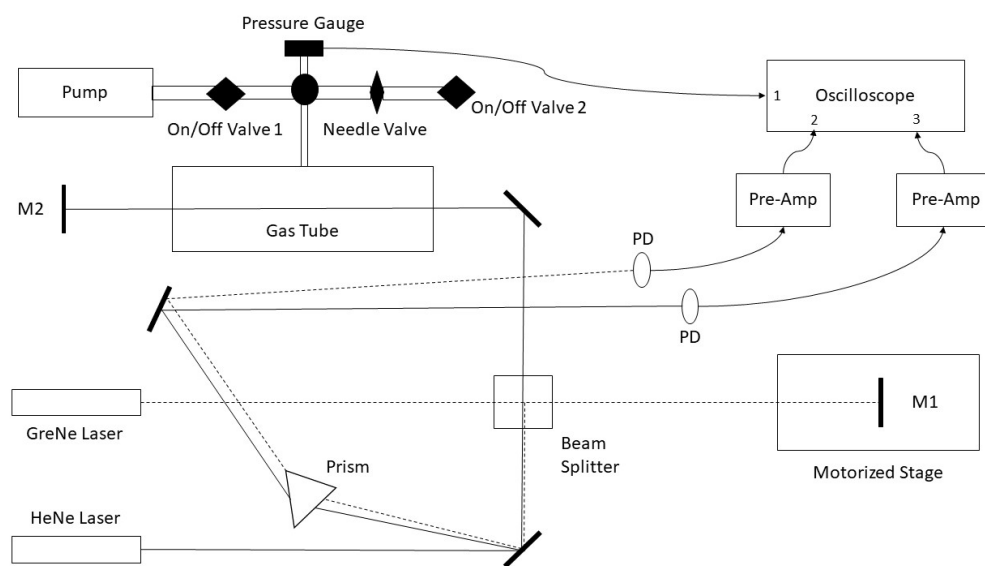 Pressure Gauge
Pump
On/Off Valve 1
Needle Valve
On/Off Valve 2
1
Oscilloscope
2
3
M2
Gas Tube
Pre-Amp
Pre-Amp
PD
PD
GreNe Laser
Beam
Splitter
M1
Motorized Stage
Prism
HeNe Laser